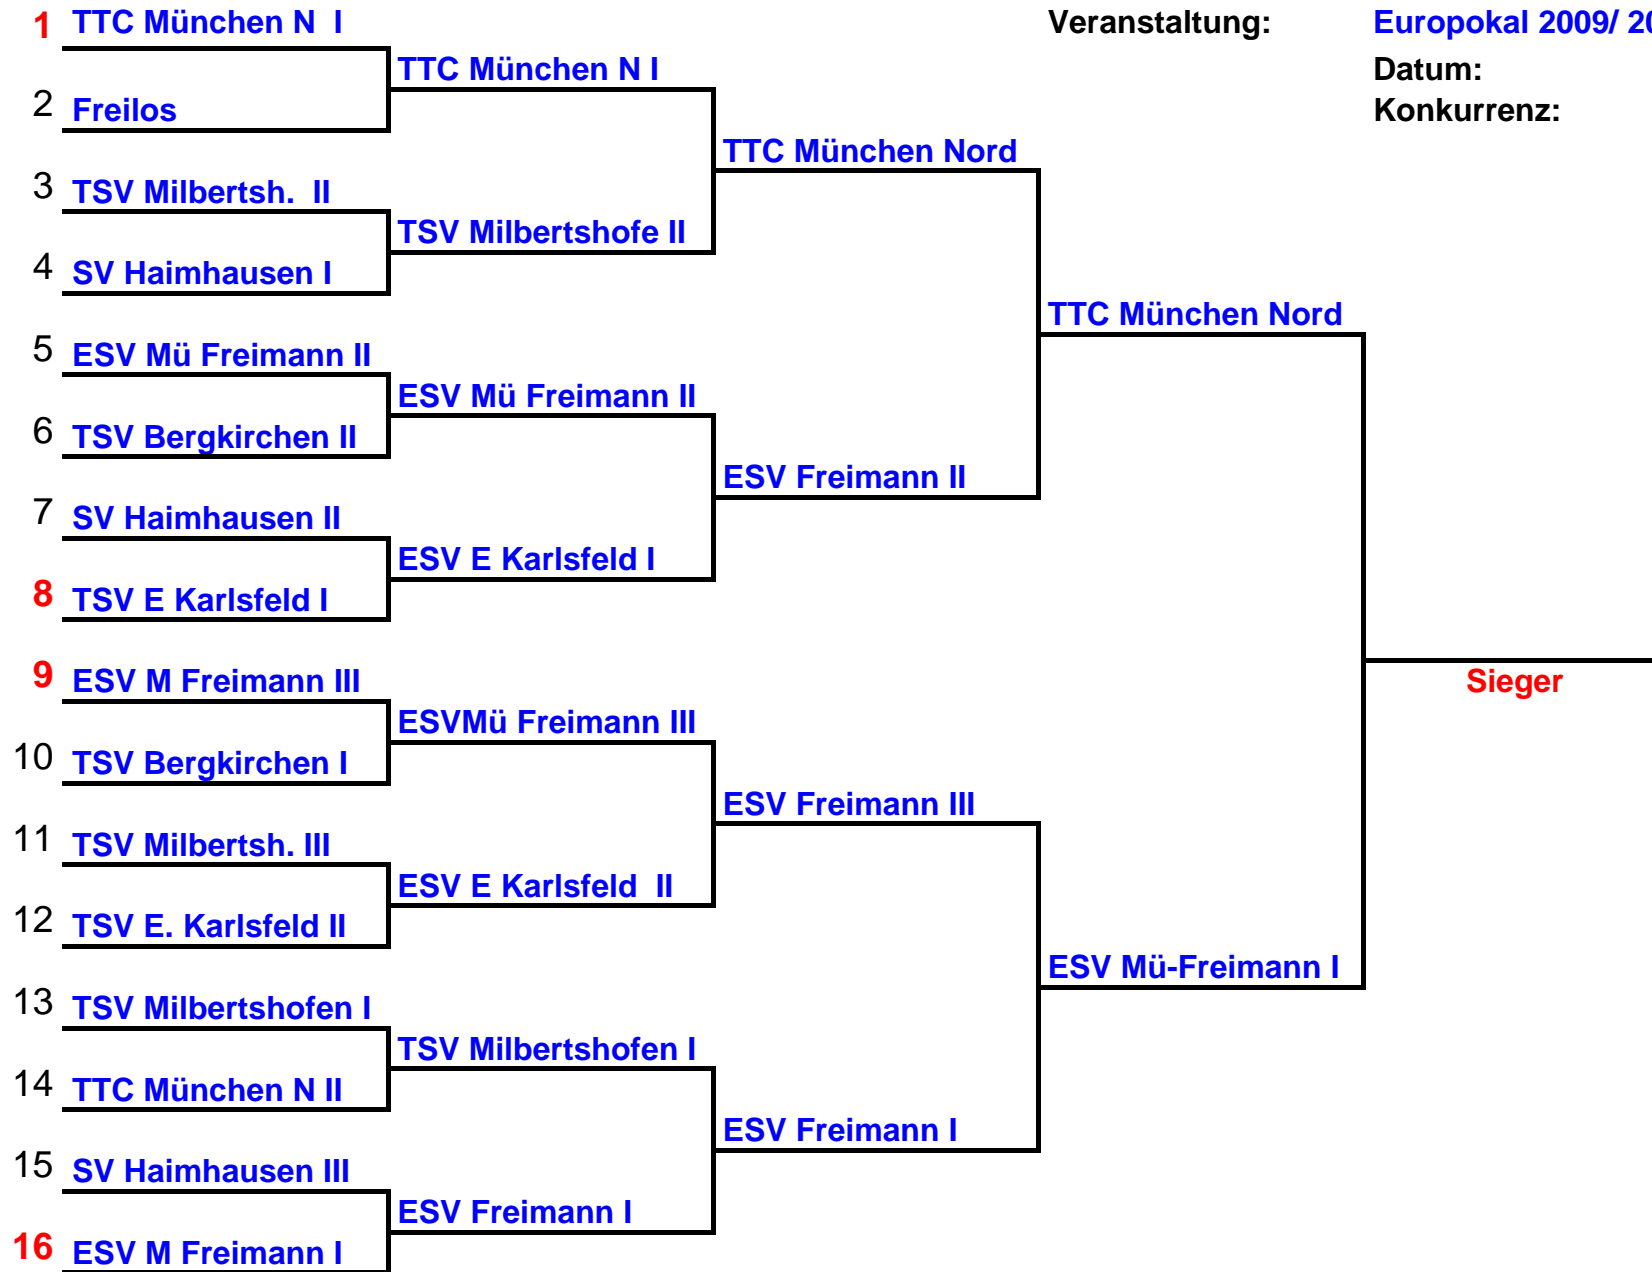 1 TTC München N  I
Veranstaltung: Europokal 2009/ 20
TTC München N I
Datum:
2 Freilos
Konkurrenz:
TTC München Nord
3 TSV Milbertsh.  II
TSV Milbertshofe II
4 SV Haimhausen I
TTC München Nord
5 ESV Mü Freimann II
ESV Mü Freimann II
6 TSV Bergkirchen II
ESV Freimann II
7 SV Haimhausen II
ESV E Karlsfeld I
8 TSV E Karlsfeld I
9 ESV M Freimann III
Sieger
ESVMü Freimann III
10 TSV Bergkirchen I
ESV Freimann III
11 TSV Milbertsh. III
ESV E Karlsfeld  II
12 TSV E. Karlsfeld II
ESV Mü-Freimann I
13 TSV Milbertshofen I
TSV Milbertshofen I
14 TTC München N II
ESV Freimann I
15 SV Haimhausen III
ESV Freimann I
16 ESV M Freimann I